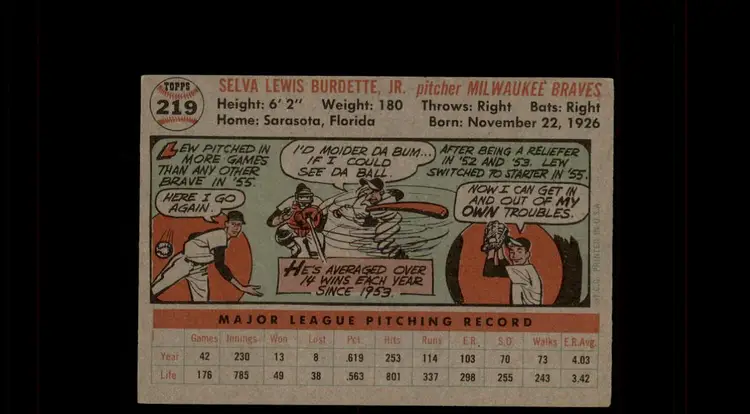 TOPPS
219
SELVA LEWIS BURDETTE, JR. pitcher MILWAUKEE BRAVES
Height: 6' 2" Weight: 180 Throws: Right Bats: Right
Home: Sarasota, Florida Born: November 22, 1926
LEW PITCHED IN
MORE GAMES
THAN ANY OTHER
BRAVE IN '55.
HERE I GO
AGAIN.
I'D MOIDER DA BUM...
IF I COULD
SEE DA BALL.
HE'S AVERAGED OVER
14 WINS EACH YEAR
SINCE 1953.
AFTER BEING A RELIEFER
IN '52 AND '53. LEW
SWITCHED TO STARTER IN '55.
NOW I CAN GET IN
AND OUT OF MY
OWN TROUBLES.
T.C.G. PRINTED IN U.S.A.
MAJOR LEAGUE PITCHING RECORD
Games Innings Won Lost Pct. Hits Runs E.R. S.O. Walks E.R.Avg.
Year 42 230 13 8 .619 253 114 103 70 73 4.03
Life 176 785 49 38 .563 801 337 298 255 243 3.42